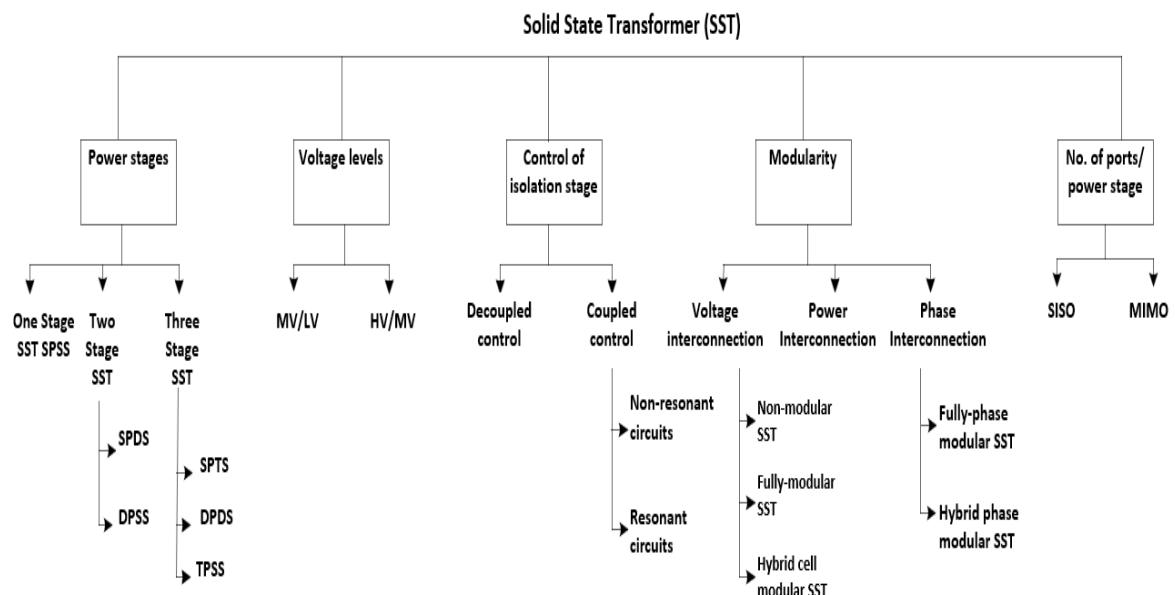 Solid State Transformer (SST)
Power stages
Voltage levels
Control of
isolation stage
Modularity
No. of ports/
power stage
One Stage
SST SPSS
Two
Stage
SST
Three
Stage
SST
MV/LV
HV/MV
Decoupled
control
Coupled
control
Voltage
interconnection
Power
Interconnection
Phase
Interconnection
SISO
MIMO
SPDS
DPSS
SPTS
DPDS
TPSS
Non-resonant
circuits
Resonant
circuits
Non-modular
SST
Fully-modular
SST
Hybrid cell
modular SST
Fully-phase
modular SST
Hybrid phase
modular SST